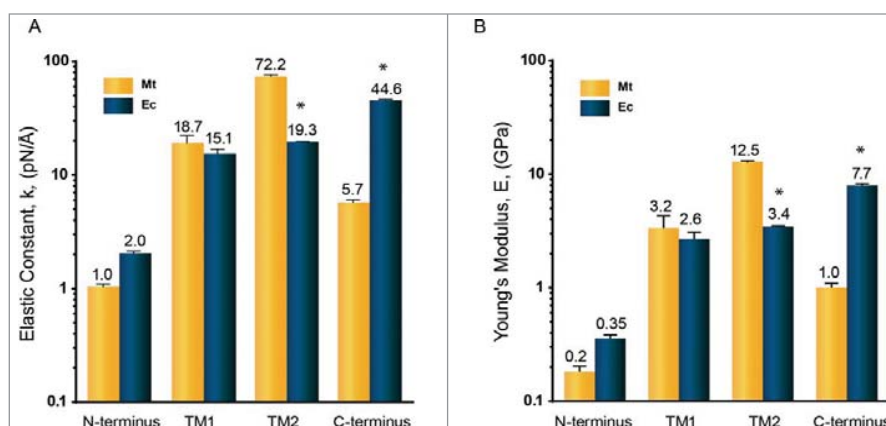 A
Elastic Constant, k, (pN/A)
100
10
1
0.1
Mt
Ec
1.0
2.0
18.7
15.1
72.2
*
19.3
5.7
*
44.6
N-terminus TM1 TM2 C-terminus
B
Young's Modulus, E, (GPa)
100
10
1
0.1
Mt
Ec
0.2
0.35
3.2
2.6
12.5
*
3.4
1.0
*
7.7
N-terminus TM1 TM2 C-terminus